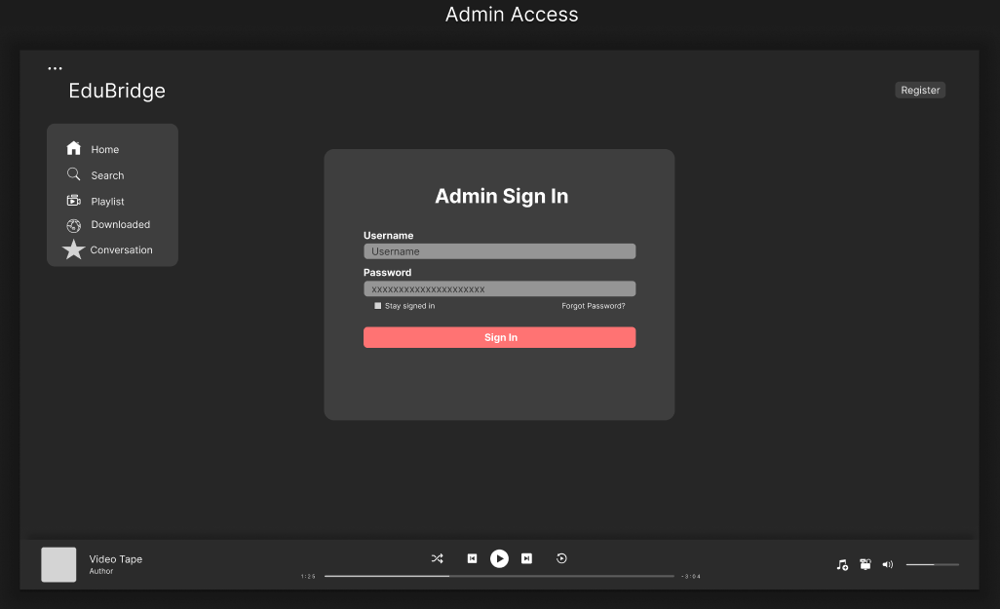 Admin Access
EduBridge
Register
Home
Search
Playlist
Downloaded
Conversation
Admin Sign In
Username
Username
Password
xxxxxxxxxxxxxxxxxxxxx
Stay signed in
Forgot Password?
Sign In
Video Tape
Author
1:25
-3:04